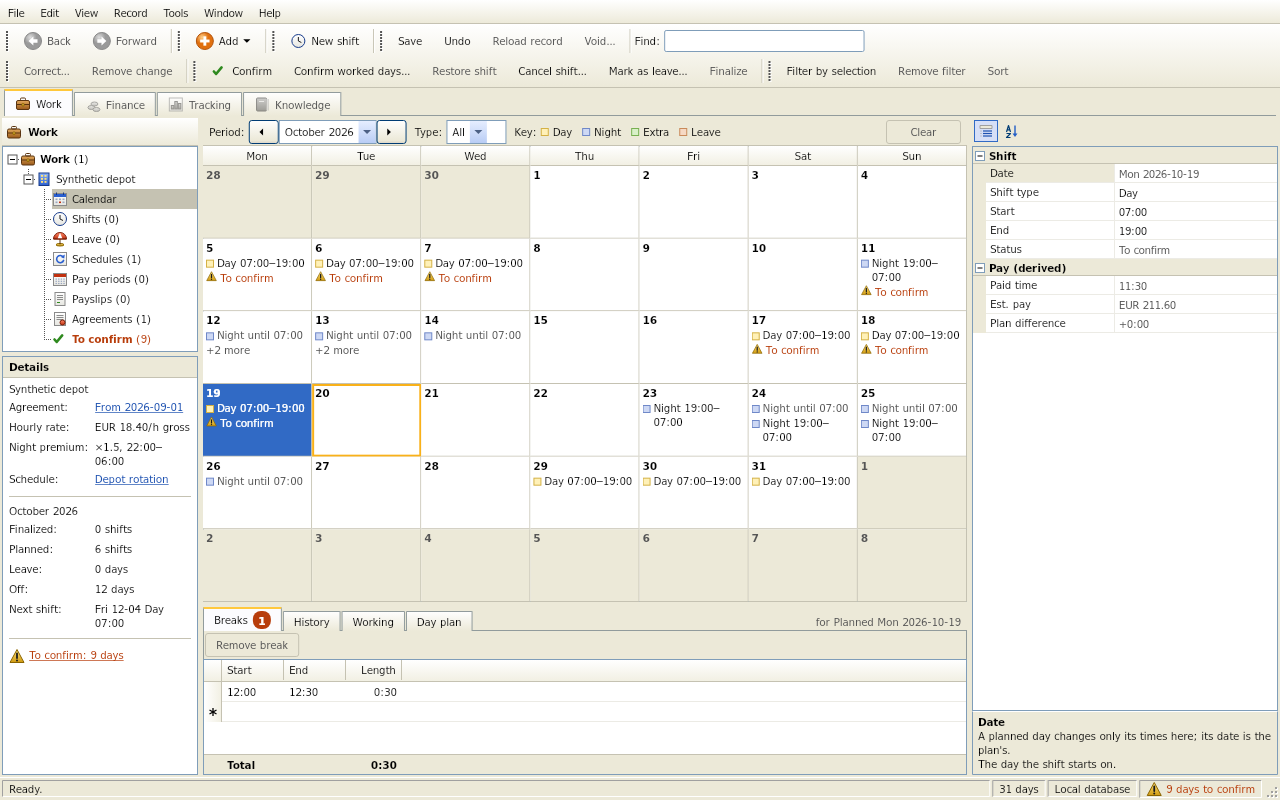 File Edit View Record Tools Window Help
Back Forward Add New shift Save Undo Reload record Void... Find:
Correct... Remove change Confirm Confirm worked days... Restore shift Cancel shift... Mark as leave... Finalize Filter by selection Remove filter Sort
Work Finance Tracking Knowledge
Work
Work (1)
Synthetic depot
Calendar
Shifts (0)
Leave (0)
Schedules (1)
Pay periods (0)
Payslips (0)
Agreements (1)
To confirm (9)
Details
Synthetic depot
Agreement: From 2026-09-01
Hourly rate: EUR 18.40/h gross
Night premium: ×1.5, 22:00–
06:00
Schedule: Depot rotation
October 2026
Finalized: 0 shifts
Planned: 6 shifts
Leave: 0 days
Off: 12 days
Next shift: Fri 12-04 Day
07:00
To confirm: 9 days
Period: October 2026 Type: All Key: Day Night Extra Leave Clear
Mon Tue Wed Thu Fri Sat Sun
28 29 30 1 2 3 4
5 6 7 8 9 10 11
Day 07:00–19:00 Day 07:00–19:00 Day 07:00–19:00 Night 19:00–
To confirm To confirm To confirm 07:00
To confirm
12 13 14 15 16 17 18
Night until 07:00 Night until 07:00 Night until 07:00 Day 07:00–19:00 Day 07:00–19:00
+2 more +2 more To confirm To confirm
19 20 21 22 23 24 25
Day 07:00–19:00 Night 19:00– Night until 07:00 Night until 07:00
To confirm 07:00 Night 19:00– Night 19:00–
07:00 07:00
26 27 28 29 30 31 1
Night until 07:00 Day 07:00–19:00 Day 07:00–19:00 Day 07:00–19:00
2 3 4 5 6 7 8
Breaks 1 History Working Day plan for Planned Mon 2026-10-19
Remove break
Start End Length
12:00 12:30 0:30
*
Total 0:30
A
Z
Shift
Date Mon 2026-10-19
Shift type Day
Start 07:00
End 19:00
Status To confirm
Pay (derived)
Paid time 11:30
Est. pay EUR 211.60
Plan difference +0:00
Date
A planned day changes only its times here; its date is the
plan's.
The day the shift starts on.
Ready. 31 days Local database 9 days to confirm